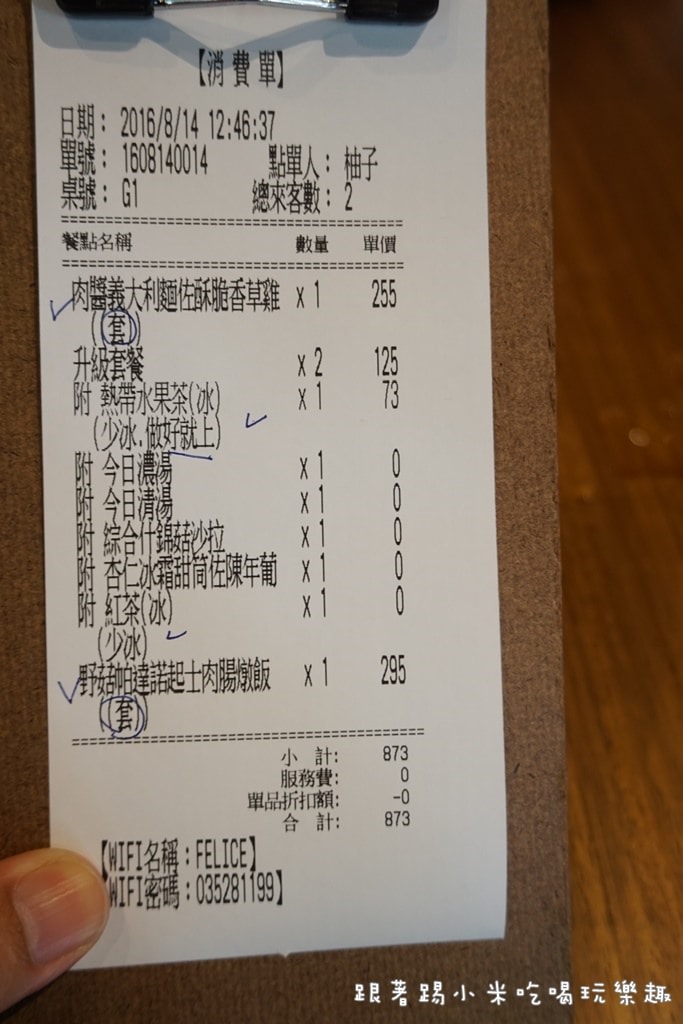 【消費單】
日期：2016/8/14 12:46:37
單號：1608140014 點單人：柚子
桌號：G1 總來客數：2
餐點名稱 數量 單價
肉醬義大利麵佐酥脆香草雞 x 1 255
(套)
升級套餐 x 2 125
附 熱帶水果茶(冰) x 1 73
(少冰.做好就上)
附 今日濃湯 x 1 0
附 今日清湯 x 1 0
附 綜合什錦菇沙拉 x 1 0
附 杏仁冰霜甜筒佐陳年葡 x 1 0
附 紅茶(冰) x 1 0
(少冰)
野菇帕達諾起士肉腸燉飯 x 1 295
(套)
小 計: 873
服務費: 0
單品折扣額: -0
合 計: 873
【WIFI名稱：FELICE】
WIFI密碼：035281199】
跟著踢小米吃喝玩樂趣